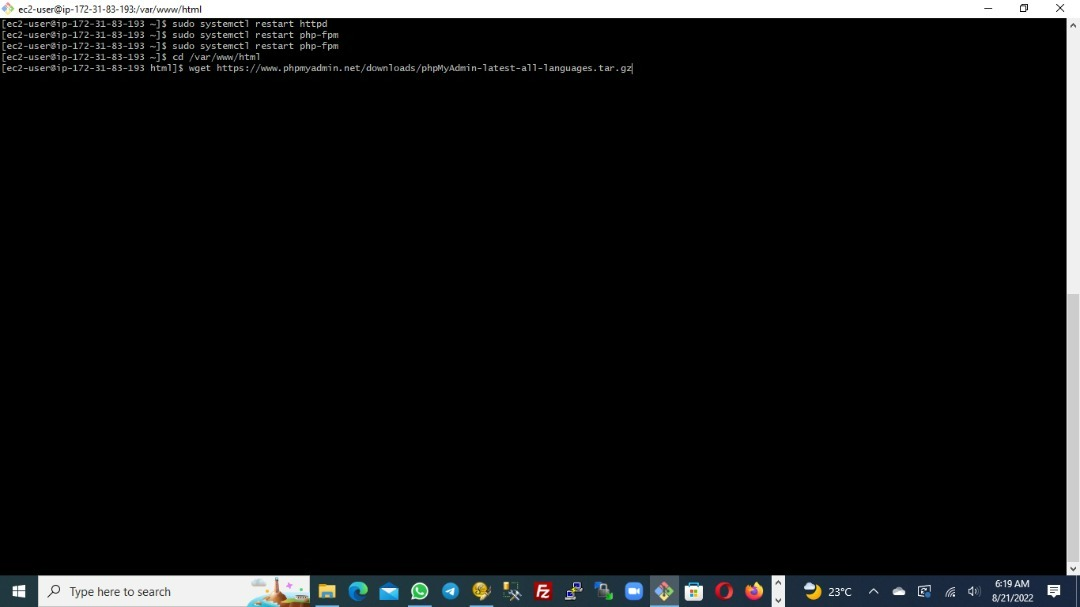 ec2-user@ip-172-31-83-193:/var/www/html
[ec2-user@ip-172-31-83-193 ~]$ sudo systemctl restart httpd
[ec2-user@ip-172-31-83-193 ~]$ sudo systemctl restart php-fpm
[ec2-user@ip-172-31-83-193 ~]$ sudo systemctl restart php-fpm
[ec2-user@ip-172-31-83-193 ~]$ cd /var/www/html
[ec2-user@ip-172-31-83-193 html]$ wget https://www.phpmyadmin.net/downloads/phpMyAdmin-latest-all-languages.tar.gz
Type here to search
FZ
23°C
6:19 AM
8/21/2022